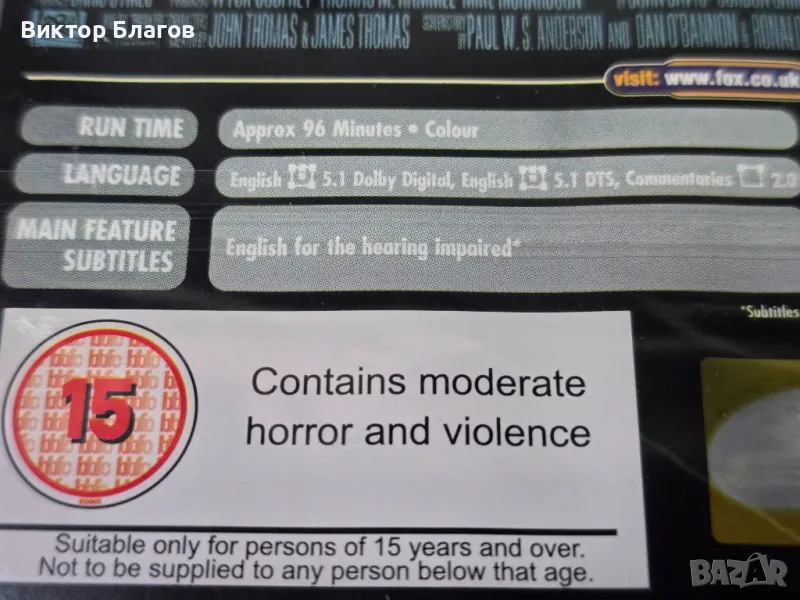 Виктор Благов
JOHN THOMAS & JAMES THOMAS
PAUL W. S. ANDERSON AND DAN O'BANNON &
visit: www.fox.co.uk
RUN TIME
Approx 96 Minutes • Colour
LANGUAGE
English 5.1 Dolby Digital, English 5.1 DTS, Commentaries 2.0
MAIN FEATURE
SUBTITLES
English for the hearing impaired*
*Subtitles
15
Contains moderate
horror and violence
Suitable only for persons of 15 years and over.
Not to be supplied to any person below that age.
BAZAR